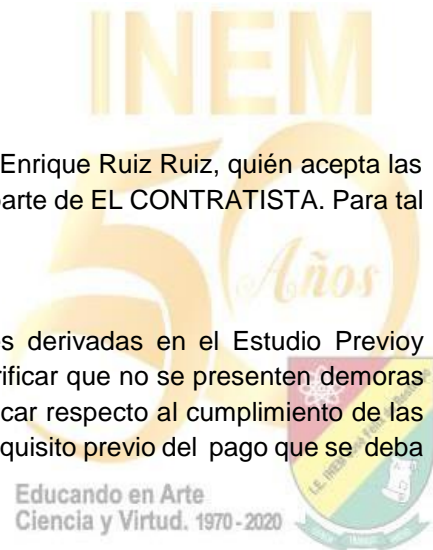 INEM
Enrique Ruiz Ruiz, quién acepta las
parte de EL CONTRATISTA. Para tal
50
Años
s derivadas en el Estudio Previoy
rificar que no se presenten demoras
car respecto al cumplimiento de las
quisito previo del pago que se deba
Educando en Arte
Ciencia y Virtud. 1970 - 2020